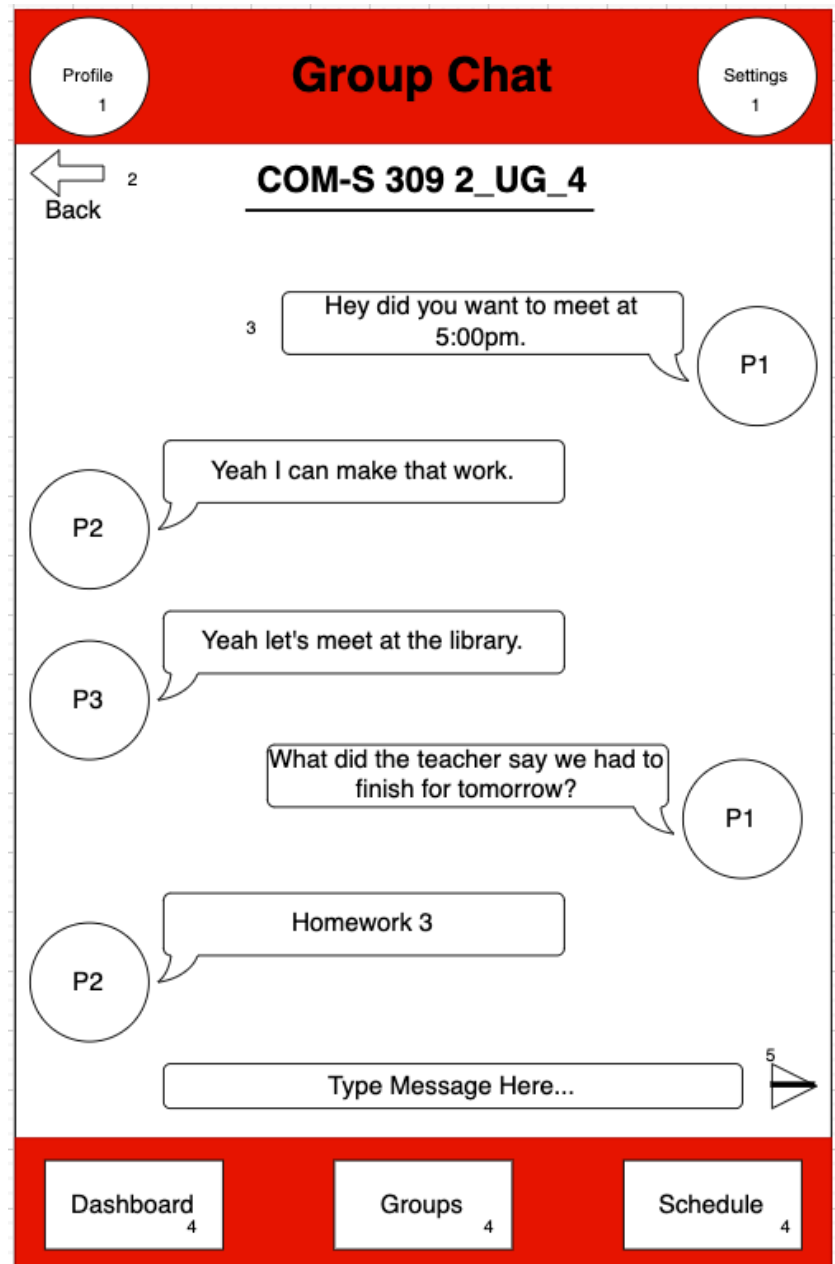 Profile
1
Group Chat
Settings
1
2
Back
COM-S 309 2_UG_4
3
Hey did you want to meet at
5:00pm.
P1
Yeah I can make that work.
P2
Yeah let's meet at the library.
P3
What did the teacher say we had to
finish for tomorrow?
P1
Homework 3
P2
Type Message Here...
5
Dashboard
4
Groups
4
Schedule
4